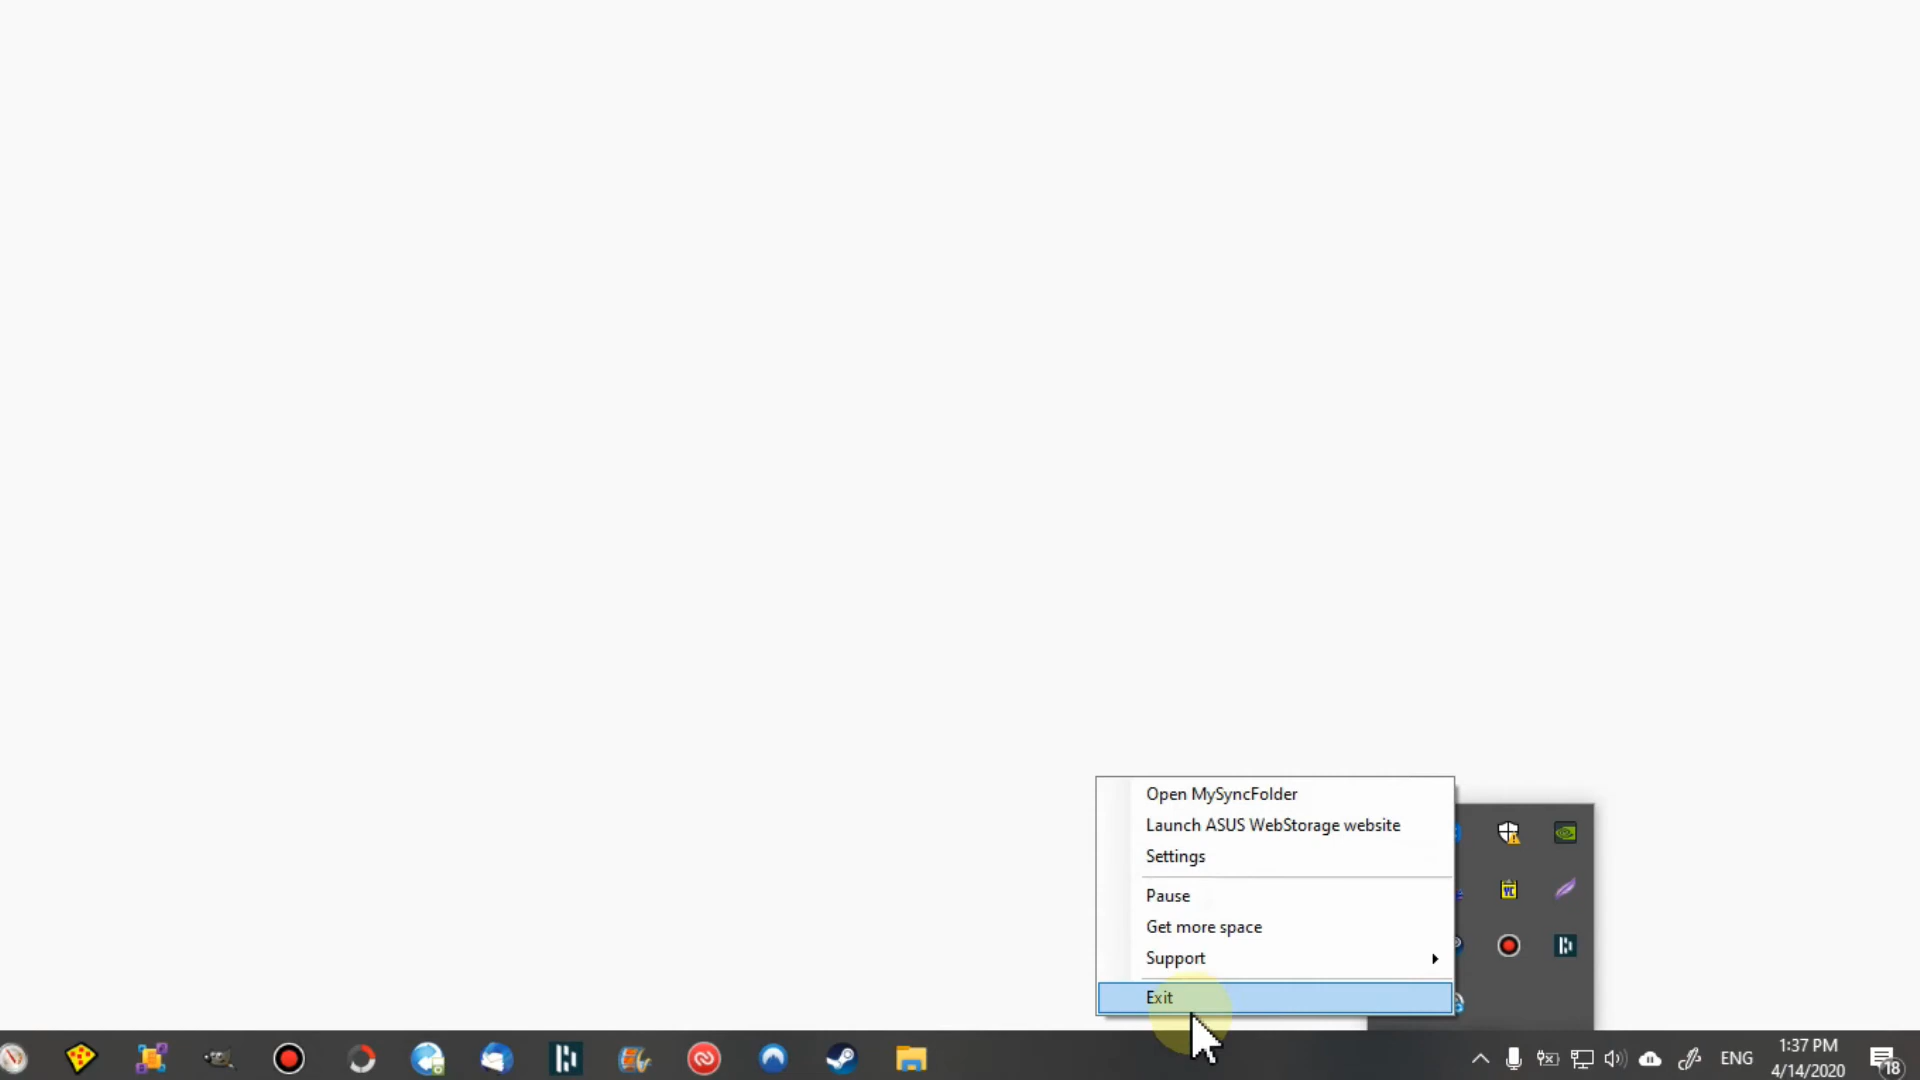 Open MySyncFolder
Launch ASUS WebStorage website
Settings
Pause
Get more space
Support
Exit
ENG
1:37 PM
4/14/2020
18